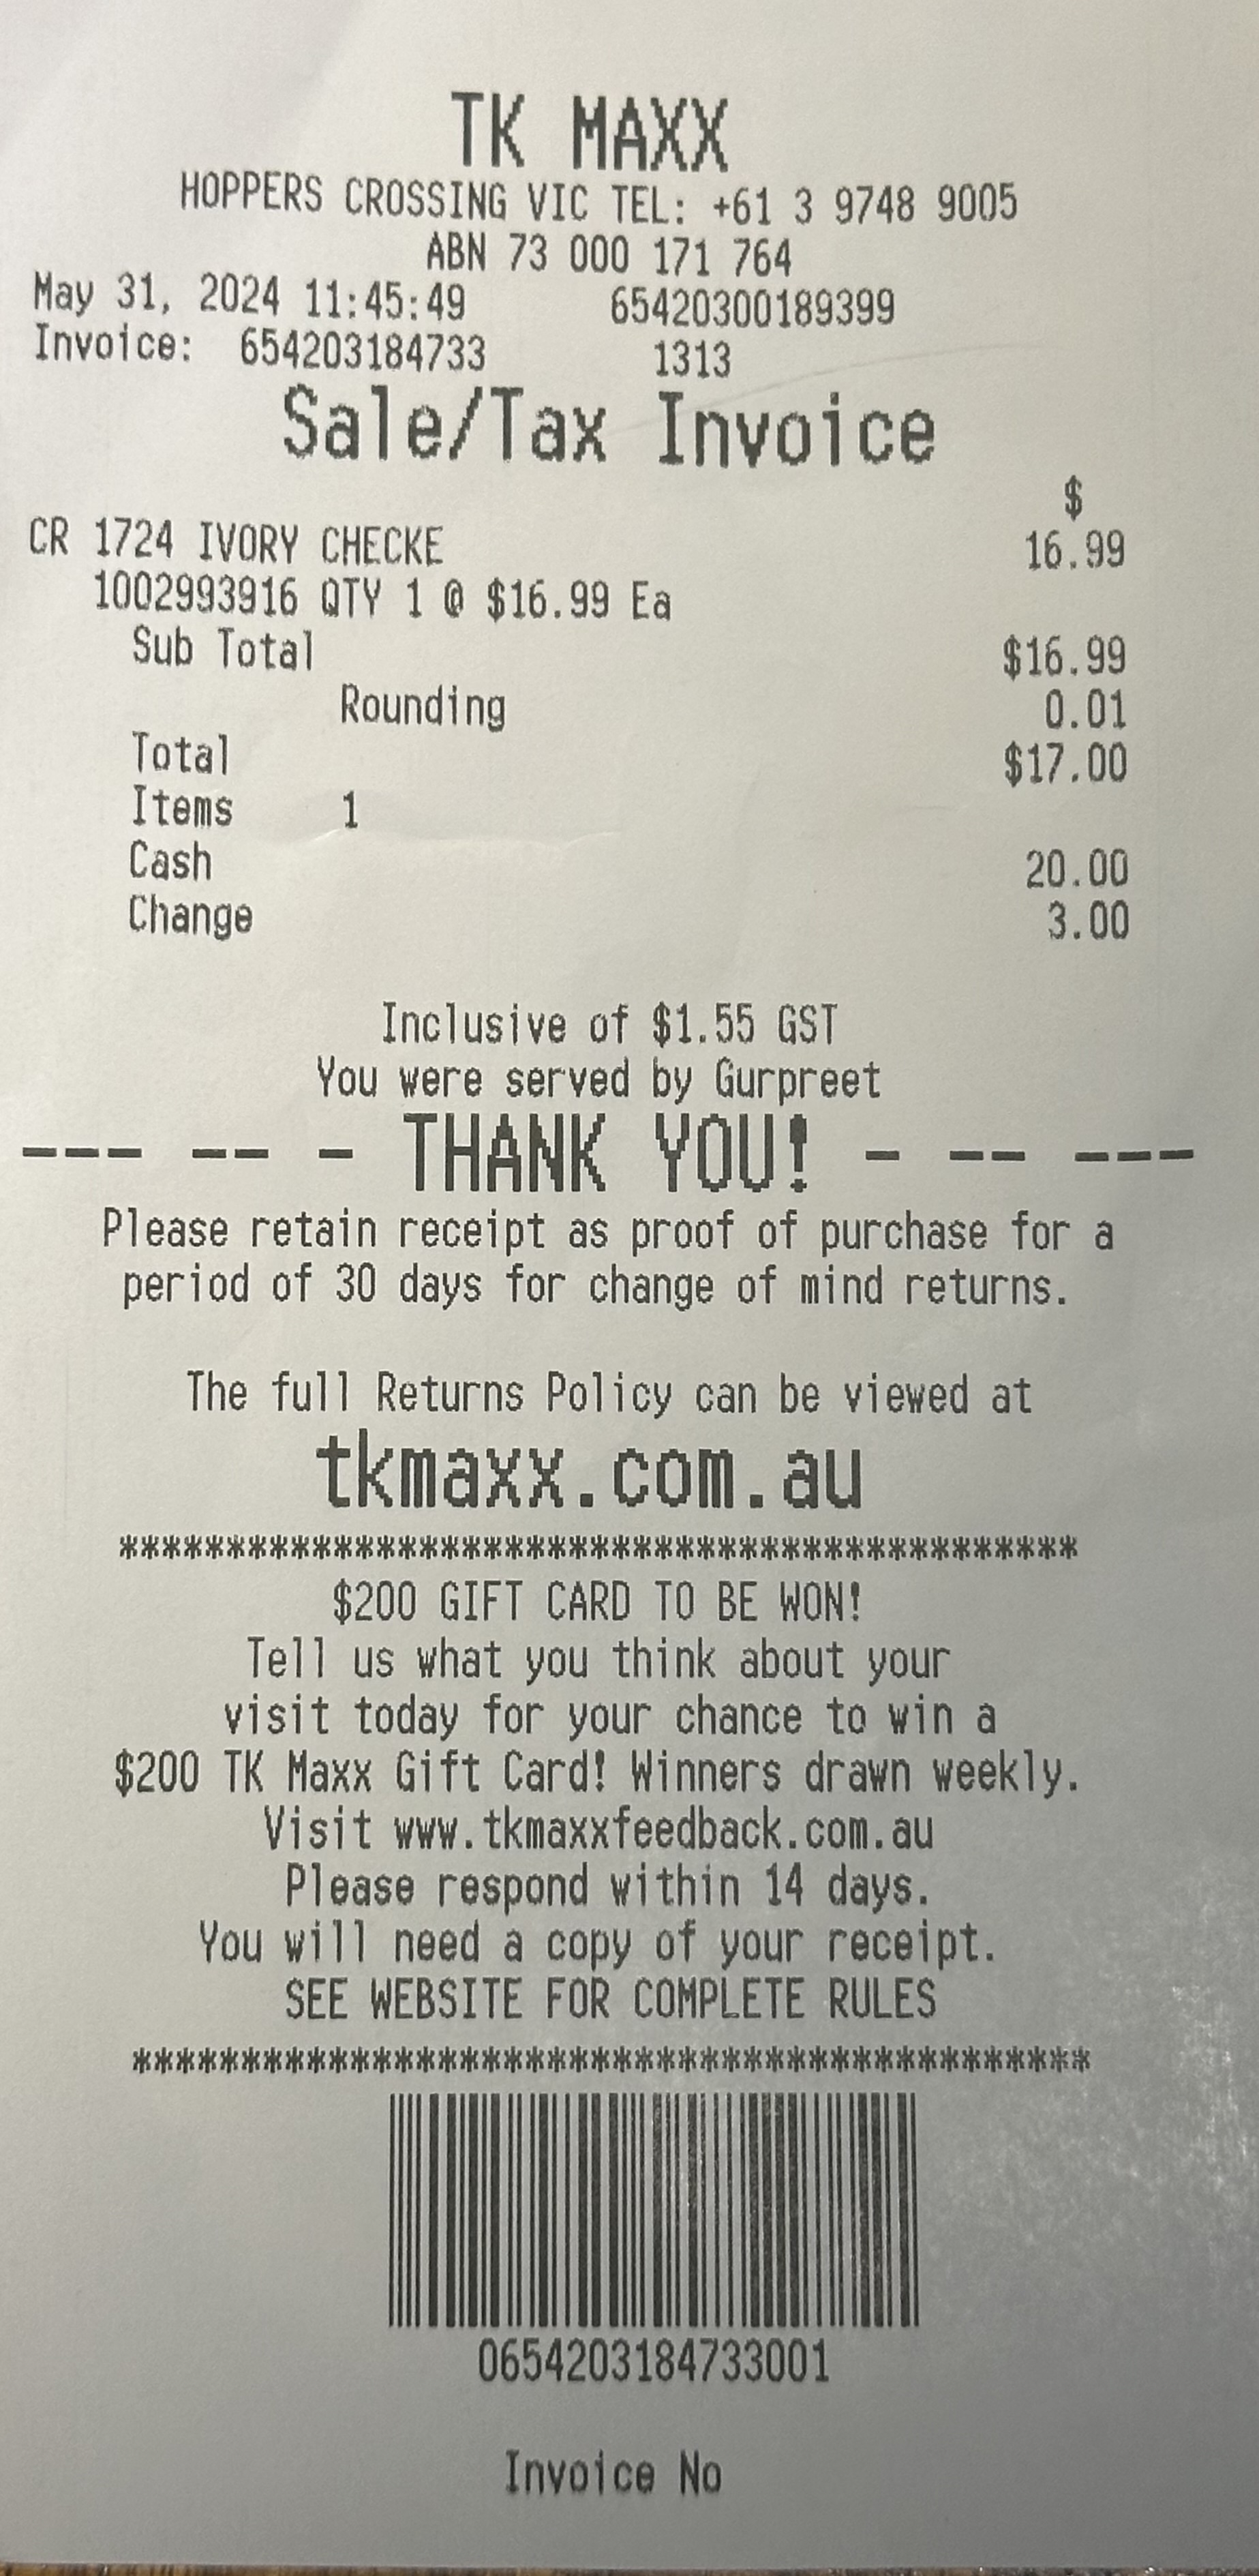 TK MAXX
HOPPERS CROSSING VIC TEL: +61 3 9748 9005
ABN 73 000 171 764
May 31, 2024 11:45:49 65420300189399
Invoice: 654203184733 1313
Sale/Tax Invoice
$
CR 1724 IVORY CHECKE 16.99
1002993916 QTY 1 @ $16.99 Ea
Sub Total $16.99
Rounding 0.01
Total $17.00
Items 1
Cash 20.00
Change 3.00
Inclusive of $1.55 GST
You were served by Gurpreet
--- -- - THANK YOU! - -- ---
Please retain receipt as proof of purchase for a
period of 30 days for change of mind returns.
The full Returns Policy can be viewed at
tkmaxx.com.au
*********************************************
$200 GIFT CARD TO BE WON!
Tell us what you think about your
visit today for your chance to win a
$200 TK Maxx Gift Card! Winners drawn weekly.
Visit www.tkmaxxfeedback.com.au
Please respond within 14 days.
You will need a copy of your receipt.
SEE WEBSITE FOR COMPLETE RULES
*********************************************
0654203184733001
Invoice No